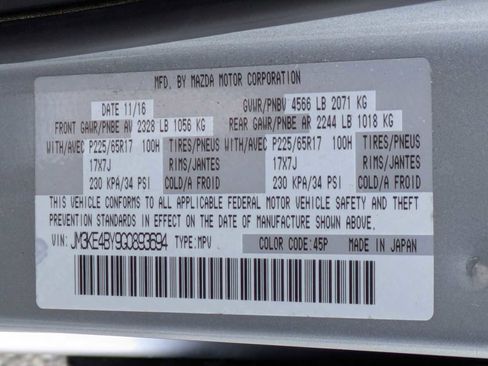 MFD. BY MAZDA MOTOR CORPORATION
DATE 11/16 GVWR/PNBV 4566 LB 2071 KG
FRONT GAWR/PNBE AV 2328 LB 1056 KG REAR GAWR/PNBE AR 2244 LB 1018 KG
WITH/AVEC P225/65R17 100H TIRES/PNEUS WITH/AVEC P225/65R17 100H TIRES/PNEUS
17X7J RIMS/JANTES 17X7J RIMS/JANTES
230 KPA/34 PSI COLD/A FROID 230 KPA/34 PSI COLD/A FROID
THIS VEHICLE CONFORMS TO ALL APPLICABLE FEDERAL MOTOR VEHICLE SAFETY AND THEFT
PREVENTION STANDARDS IN EFFECT ON THE DATE OF MANUFACTURE SHOWN ABOVE.
VIN: JM3KE4BY9G0893694 TYPE: MPV COLOR CODE: 45P MADE IN JAPAN